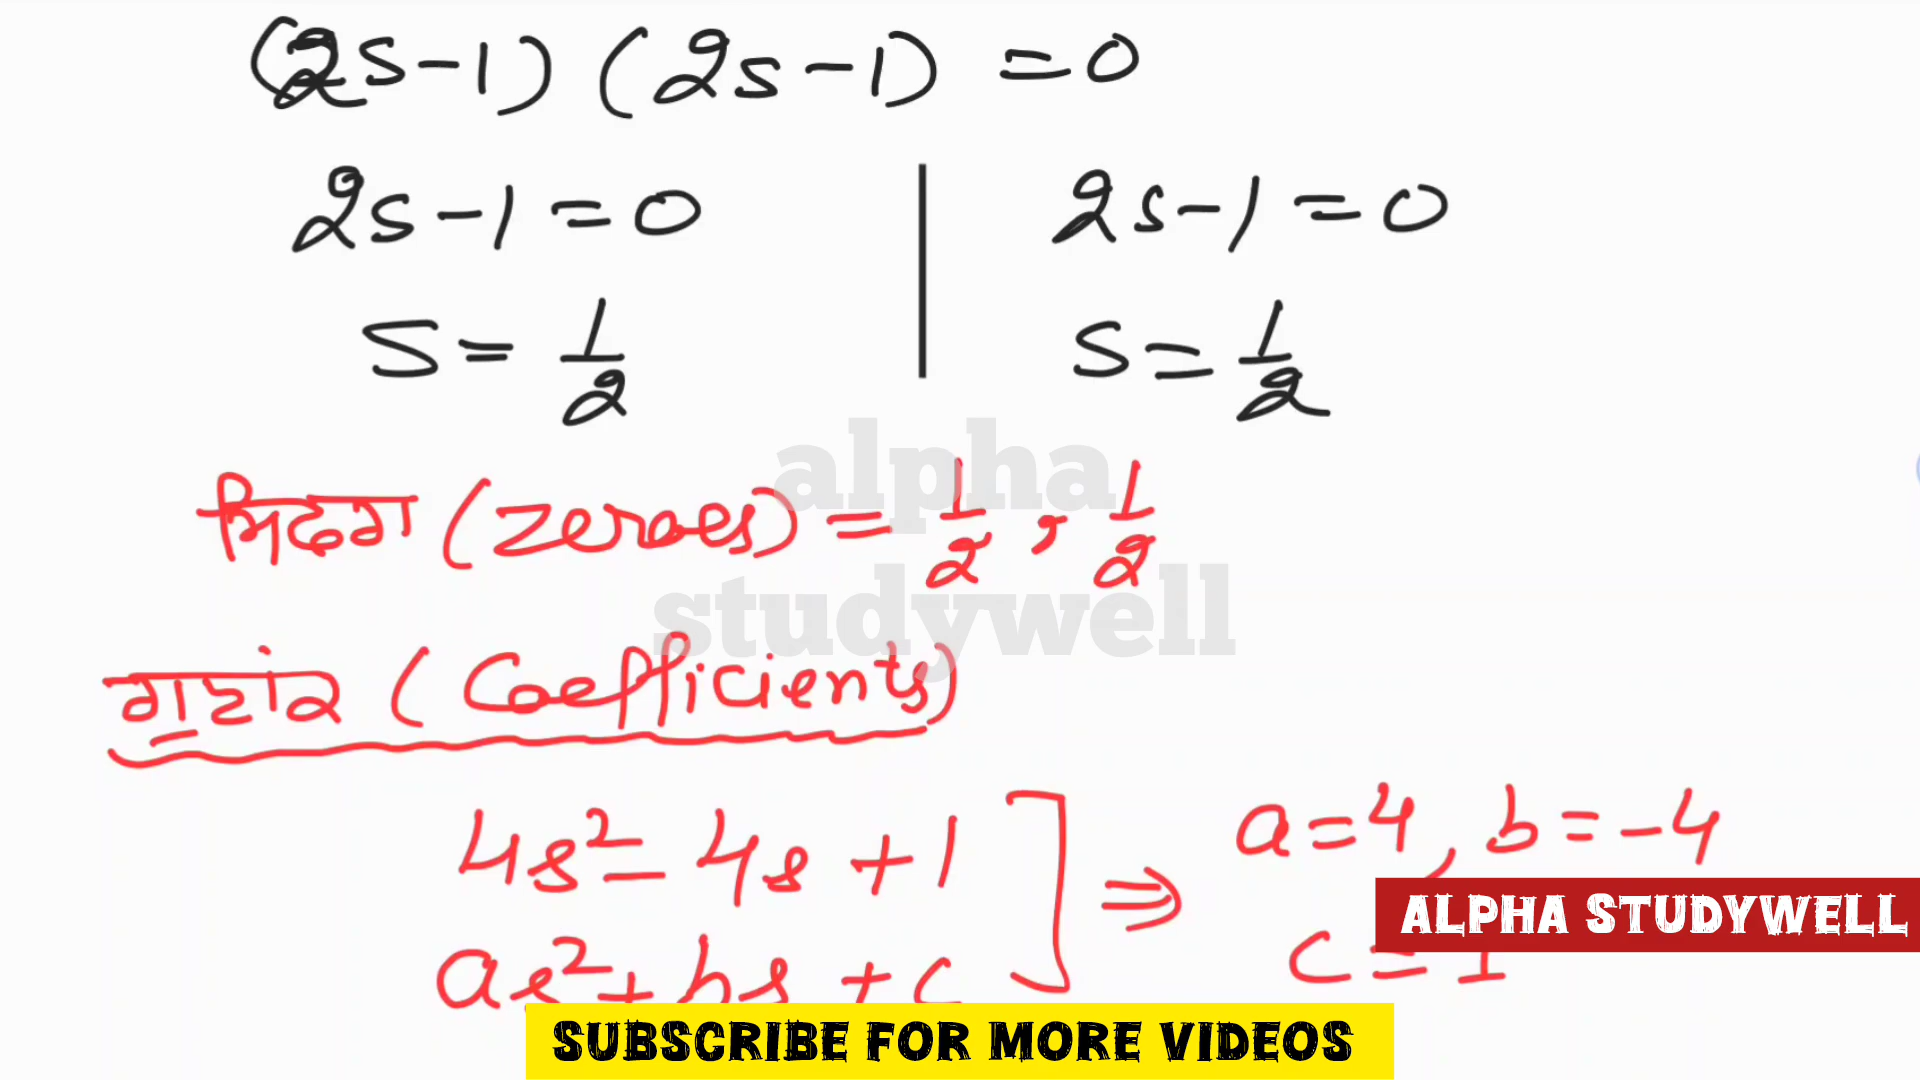 (2s-1) (2s-1) = 0
2s-1=0 | 2s-1=0
s = 1/2 | s = 1/2
alpha
(zeroes) = 1/2, 1/2
studywell
गुणांक (Coefficients)
4s² - 4s + 1 ] ⇒ a=4, b=-4
ALPHA STUDYWELL
as² + bs + c c=1
SUBSCRIBE FOR MORE VIDEOS